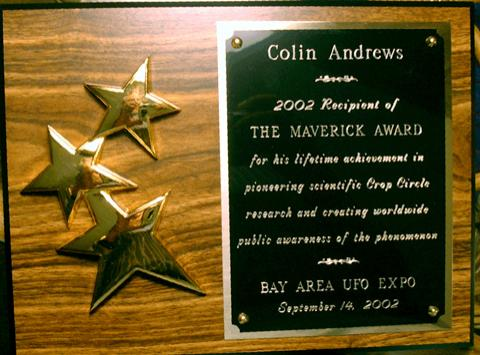 Colin Andrews
2002 Recipient of
THE MAVERICK AWARD
for his lifetime achievement in
pioneering scientific Crop Circle
research and creating worldwide
public awareness of the phenomenon
BAY AREA UFO EXPO
September 14, 2002